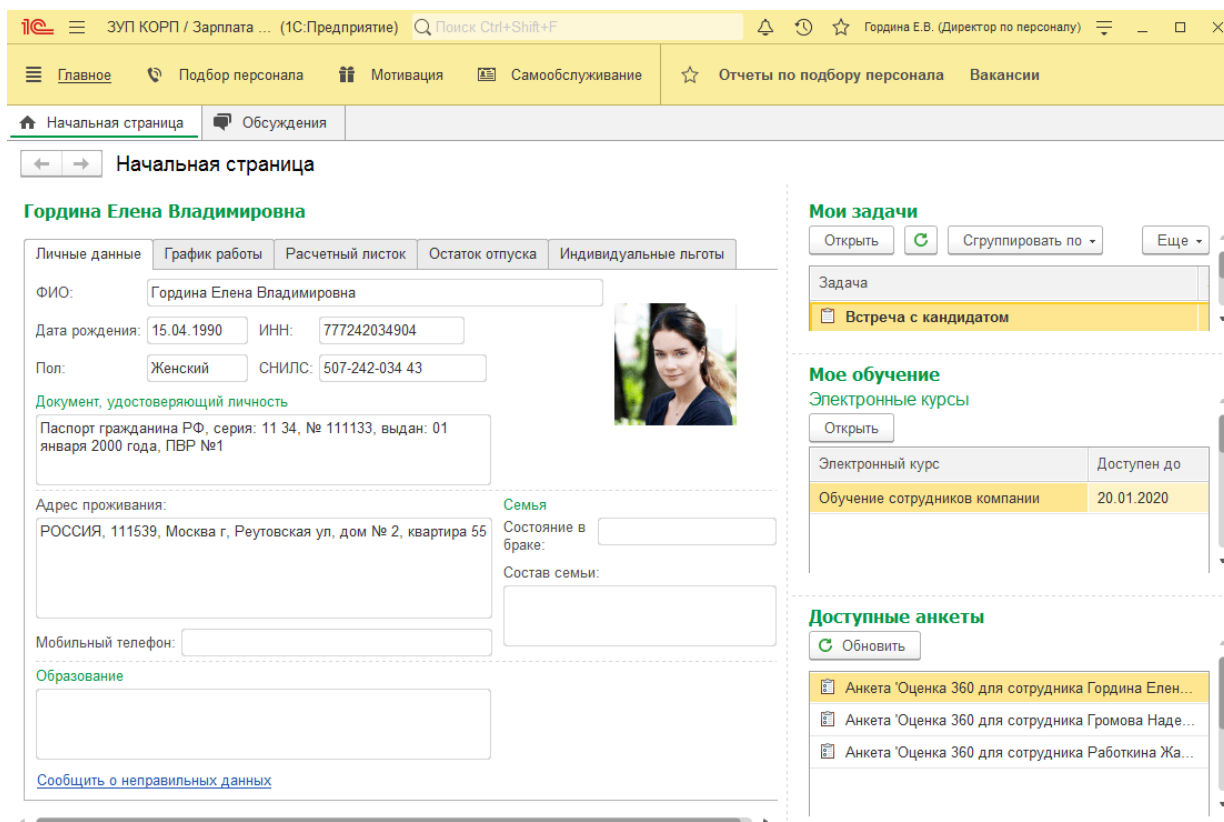 1С ЗУП КОРП / Зарплата ... (1С:Предприятие) Поиск Ctrl+Shift+F Гордина Е.В. (Директор по персоналу)
Главное Подбор персонала Мотивация Самообслуживание Отчеты по подбору персонала Вакансии
Начальная страница Обсуждения
Начальная страница
Гордина Елена Владимировна
Личные данные График работы Расчетный листок Остаток отпуска Индивидуальные льготы
ФИО: Гордина Елена Владимировна
Дата рождения: 15.04.1990 ИНН: 777242034904
Пол: Женский СНИЛС: 507-242-034 43
Документ, удостоверяющий личность
Паспорт гражданина РФ, серия: 11 34, № 111133, выдан: 01
января 2000 года, ПВР №1
Адрес проживания:
РОССИЯ, 111539, Москва г, Реутовская ул, дом № 2, квартира 55
Семья
Состояние в
браке:
Состав семьи:
Мобильный телефон:
Образование
Сообщить о неправильных данных
Мои задачи
Открыть Сгруппировать по Еще
Задача
Встреча с кандидатом
Мое обучение
Электронные курсы
Открыть
Электронный курс Доступен до
Обучение сотрудников компании 20.01.2020
Доступные анкеты
Обновить
Анкета 'Оценка 360 для сотрудника Гордина Елен...
Анкета 'Оценка 360 для сотрудника Громова Наде...
Анкета 'Оценка 360 для сотрудника Работкина Жа...